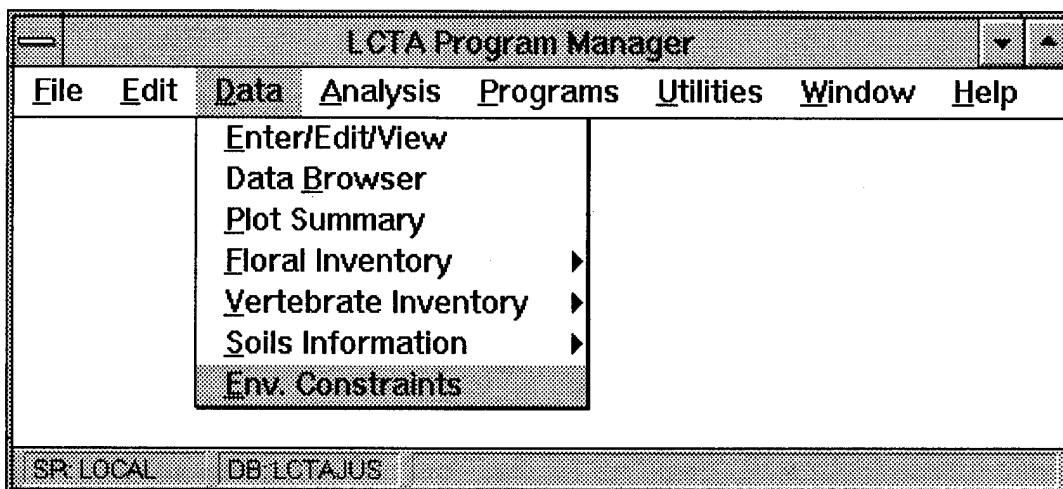 LCTA Program Manager
File Edit Data Analysis Programs Utilities Window Help
Enter/Edit/View
Data Browser
Plot Summary
Floral Inventory
Vertebrate Inventory
Soils Information
Env. Constraints
SR: LOCAL DB: LCTAJUS